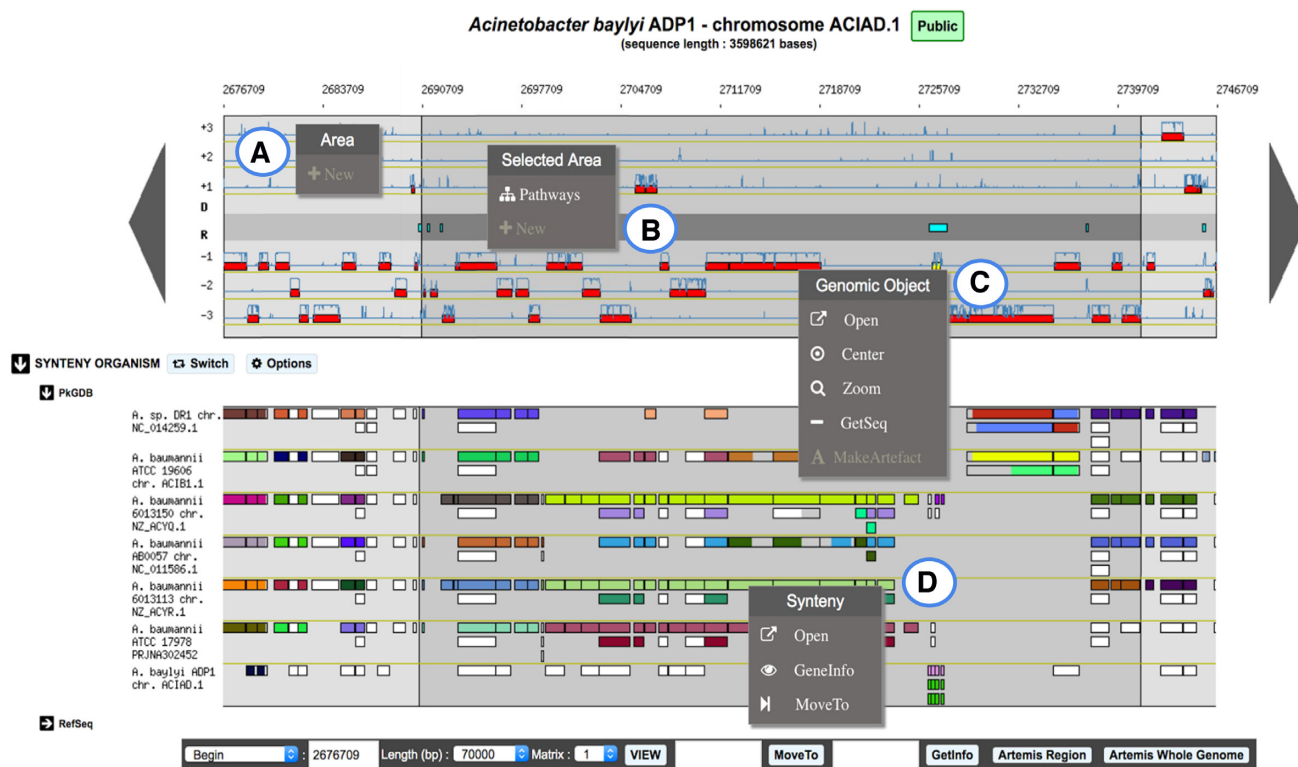 Acinetobacter baylyi ADP1 - chromosome ACIAD.1 Public
(sequence length : 3598621 bases)
2676709 2683709 2690709 2697709 2704709 2711709 2718709 2725709 2732709 2739709 2746709
+3
+2
+1
D
R
-1
-2
-3
A
Area
New
Selected Area
Pathways
New
B
C
Genomic Object
Open
Center
Zoom
GetSeq
A MakeArtefact
SYNTENY ORGANISM Switch Options
PkGDB
A. sp. DR1 chr.
NC_014259.1
A. baumannii
ATCC 19606
chr. ACIB1.1
A. baumannii
6013150 chr.
NZ_ACYQ.1
A. baumannii
AB0057 chr.
NC_011586.1
A. baumannii
6013113 chr.
NZ_ACYR.1
A. baumannii
ATCC 17978
PRJNA302452
A. baylyi ADP1
chr. ACIAD.1
D
Synteny
Open
GeneInfo
MoveTo
RefSeq
Begin : 2676709 Length (bp) : 70000 Matrix : 1 VIEW MoveTo GetInfo Artemis Region Artemis Whole Genome